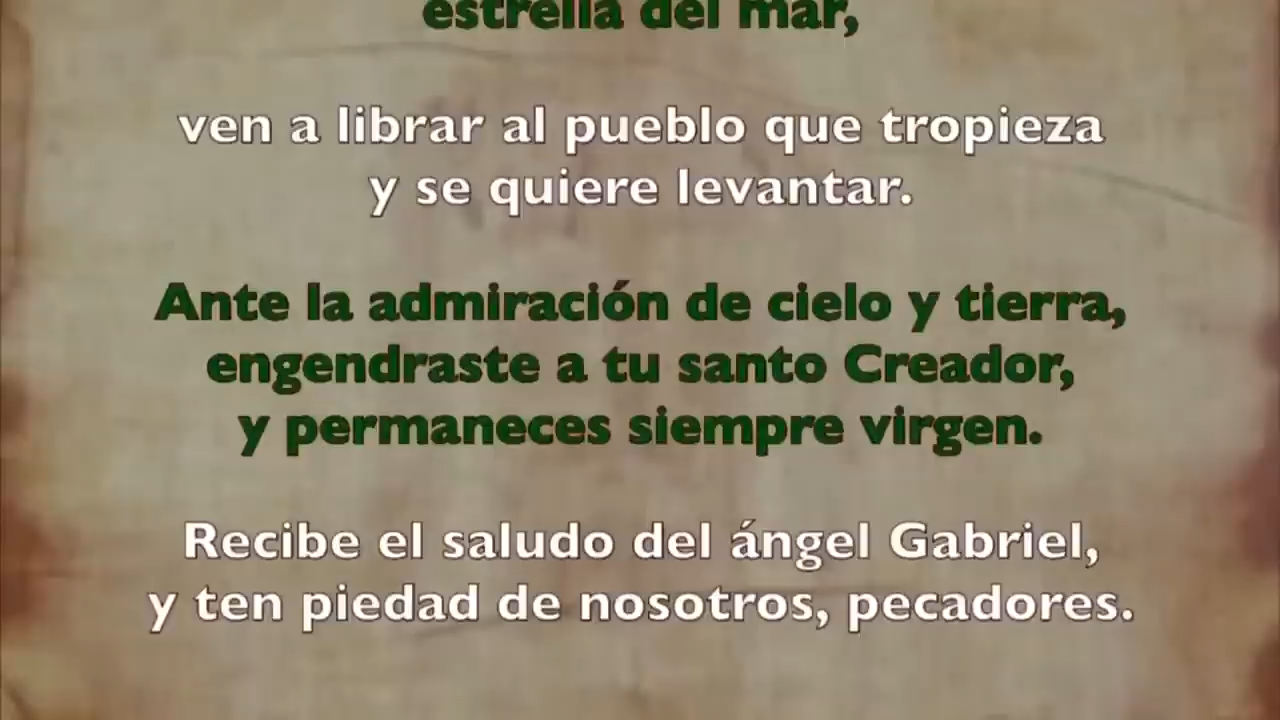 estrella del mar,
ven a librar al pueblo que tropieza
y se quiere levantar.
Ante la admiración de cielo y tierra,
engendraste a tu santo Creador,
y permaneces siempre virgen.
Recibe el saludo del ángel Gabriel,
y ten piedad de nosotros, pecadores.